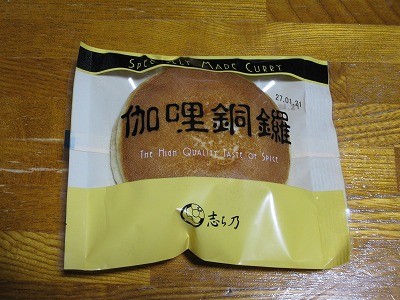 SPECIALLY MADE CURRY
27.01.21
伽哩銅鑼
THE HIGH QUALITY TASTE OF SPICE
志ら乃